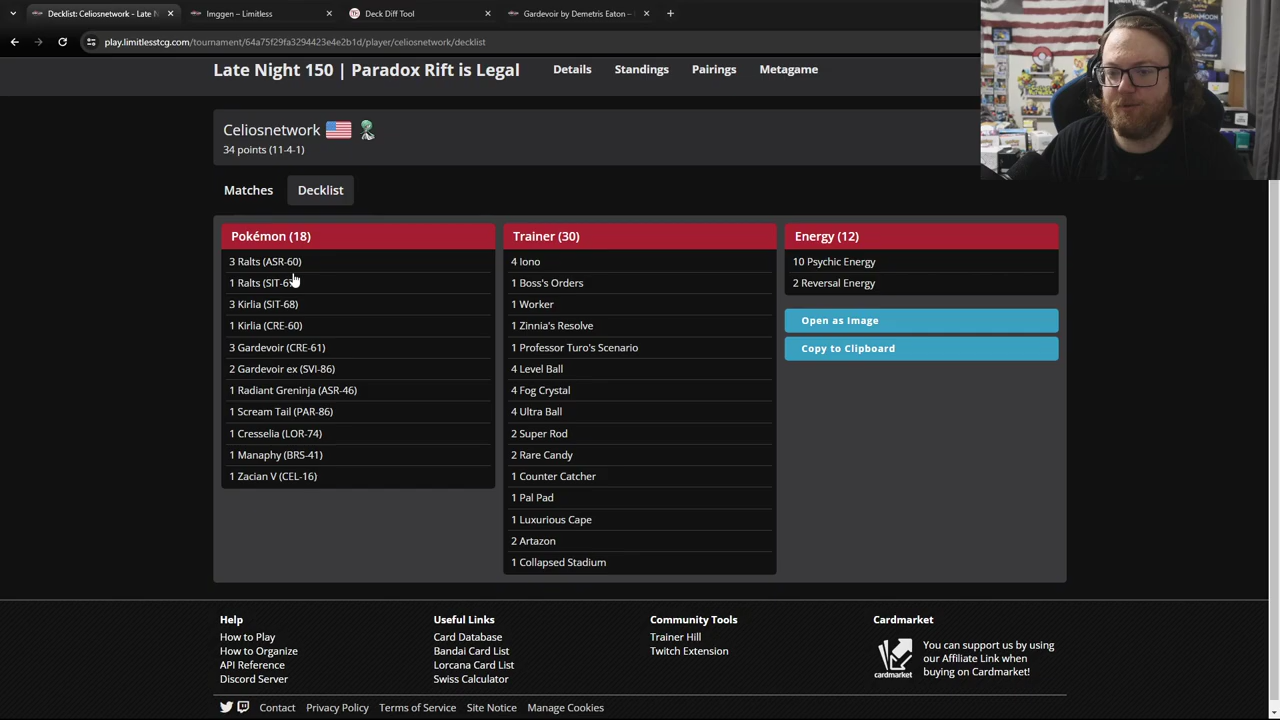 Decklist: Celiosnetwork - Late N
Imggen – Limitless
Deck Diff Tool
Gardevoir by Demetris Eaton –
play.limitlesstcg.com/tournament/64a75f29fa3294423e4e2b1d/player/celiosnetwork/decklist
Late Night 150 | Paradox Rift is Legal
Details
Standings
Pairings
Metagame
Celiosnetwork
34 points (11-4-1)
Matches
Decklist
Pokémon (18)
3 Ralts (ASR-60)
1 Ralts (SIT-67)
3 Kirlia (SIT-68)
1 Kirlia (CRE-60)
3 Gardevoir (CRE-61)
2 Gardevoir ex (SVI-86)
1 Radiant Greninja (ASR-46)
1 Scream Tail (PAR-86)
1 Cresselia (LOR-74)
1 Manaphy (BRS-41)
1 Zacian V (CEL-16)
Trainer (30)
4 Iono
1 Boss's Orders
1 Worker
1 Zinnia's Resolve
1 Professor Turo's Scenario
4 Level Ball
4 Fog Crystal
4 Ultra Ball
2 Super Rod
2 Rare Candy
1 Counter Catcher
1 Pal Pad
1 Luxurious Cape
2 Artazon
1 Collapsed Stadium
Energy (12)
10 Psychic Energy
2 Reversal Energy
Open as Image
Copy to Clipboard
Help
How to Play
How to Organize
API Reference
Discord Server
Useful Links
Card Database
Bandai Card List
Lorcana Card List
Swiss Calculator
Community Tools
Trainer Hill
Twitch Extension
Cardmarket
cardmarket
You can support us by using
our Affiliate Link when
buying on Cardmarket!
Contact
Privacy Policy
Terms of Service
Site Notice
Manage Cookies